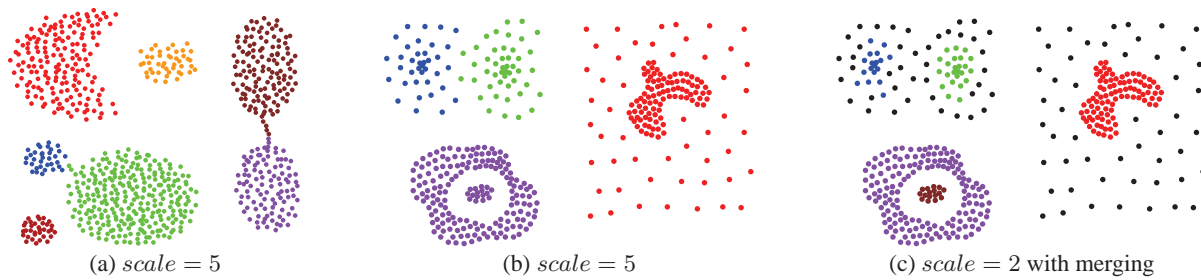 (a) scale = 5
(b) scale = 5
(c) scale = 2 with merging